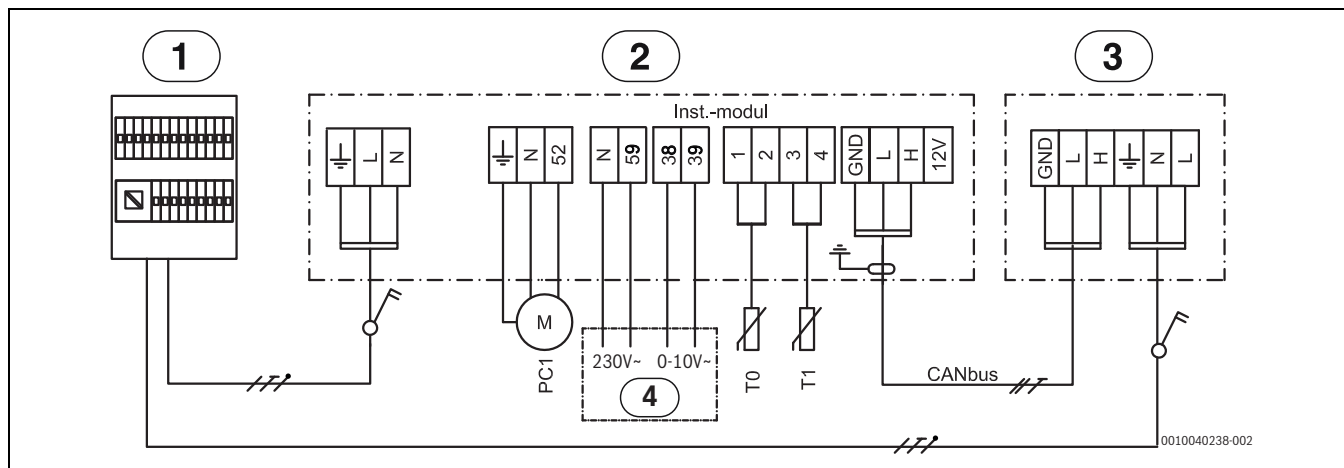 1
2
3
Inst.-modul
L
N
N
52
N
59
38
39
1
2
3
4
GND
L
H
12V
GND
L
H
N
L
M
PC1
230V~
0-10V~
4
T0
T1
CANbus
0010040238-002